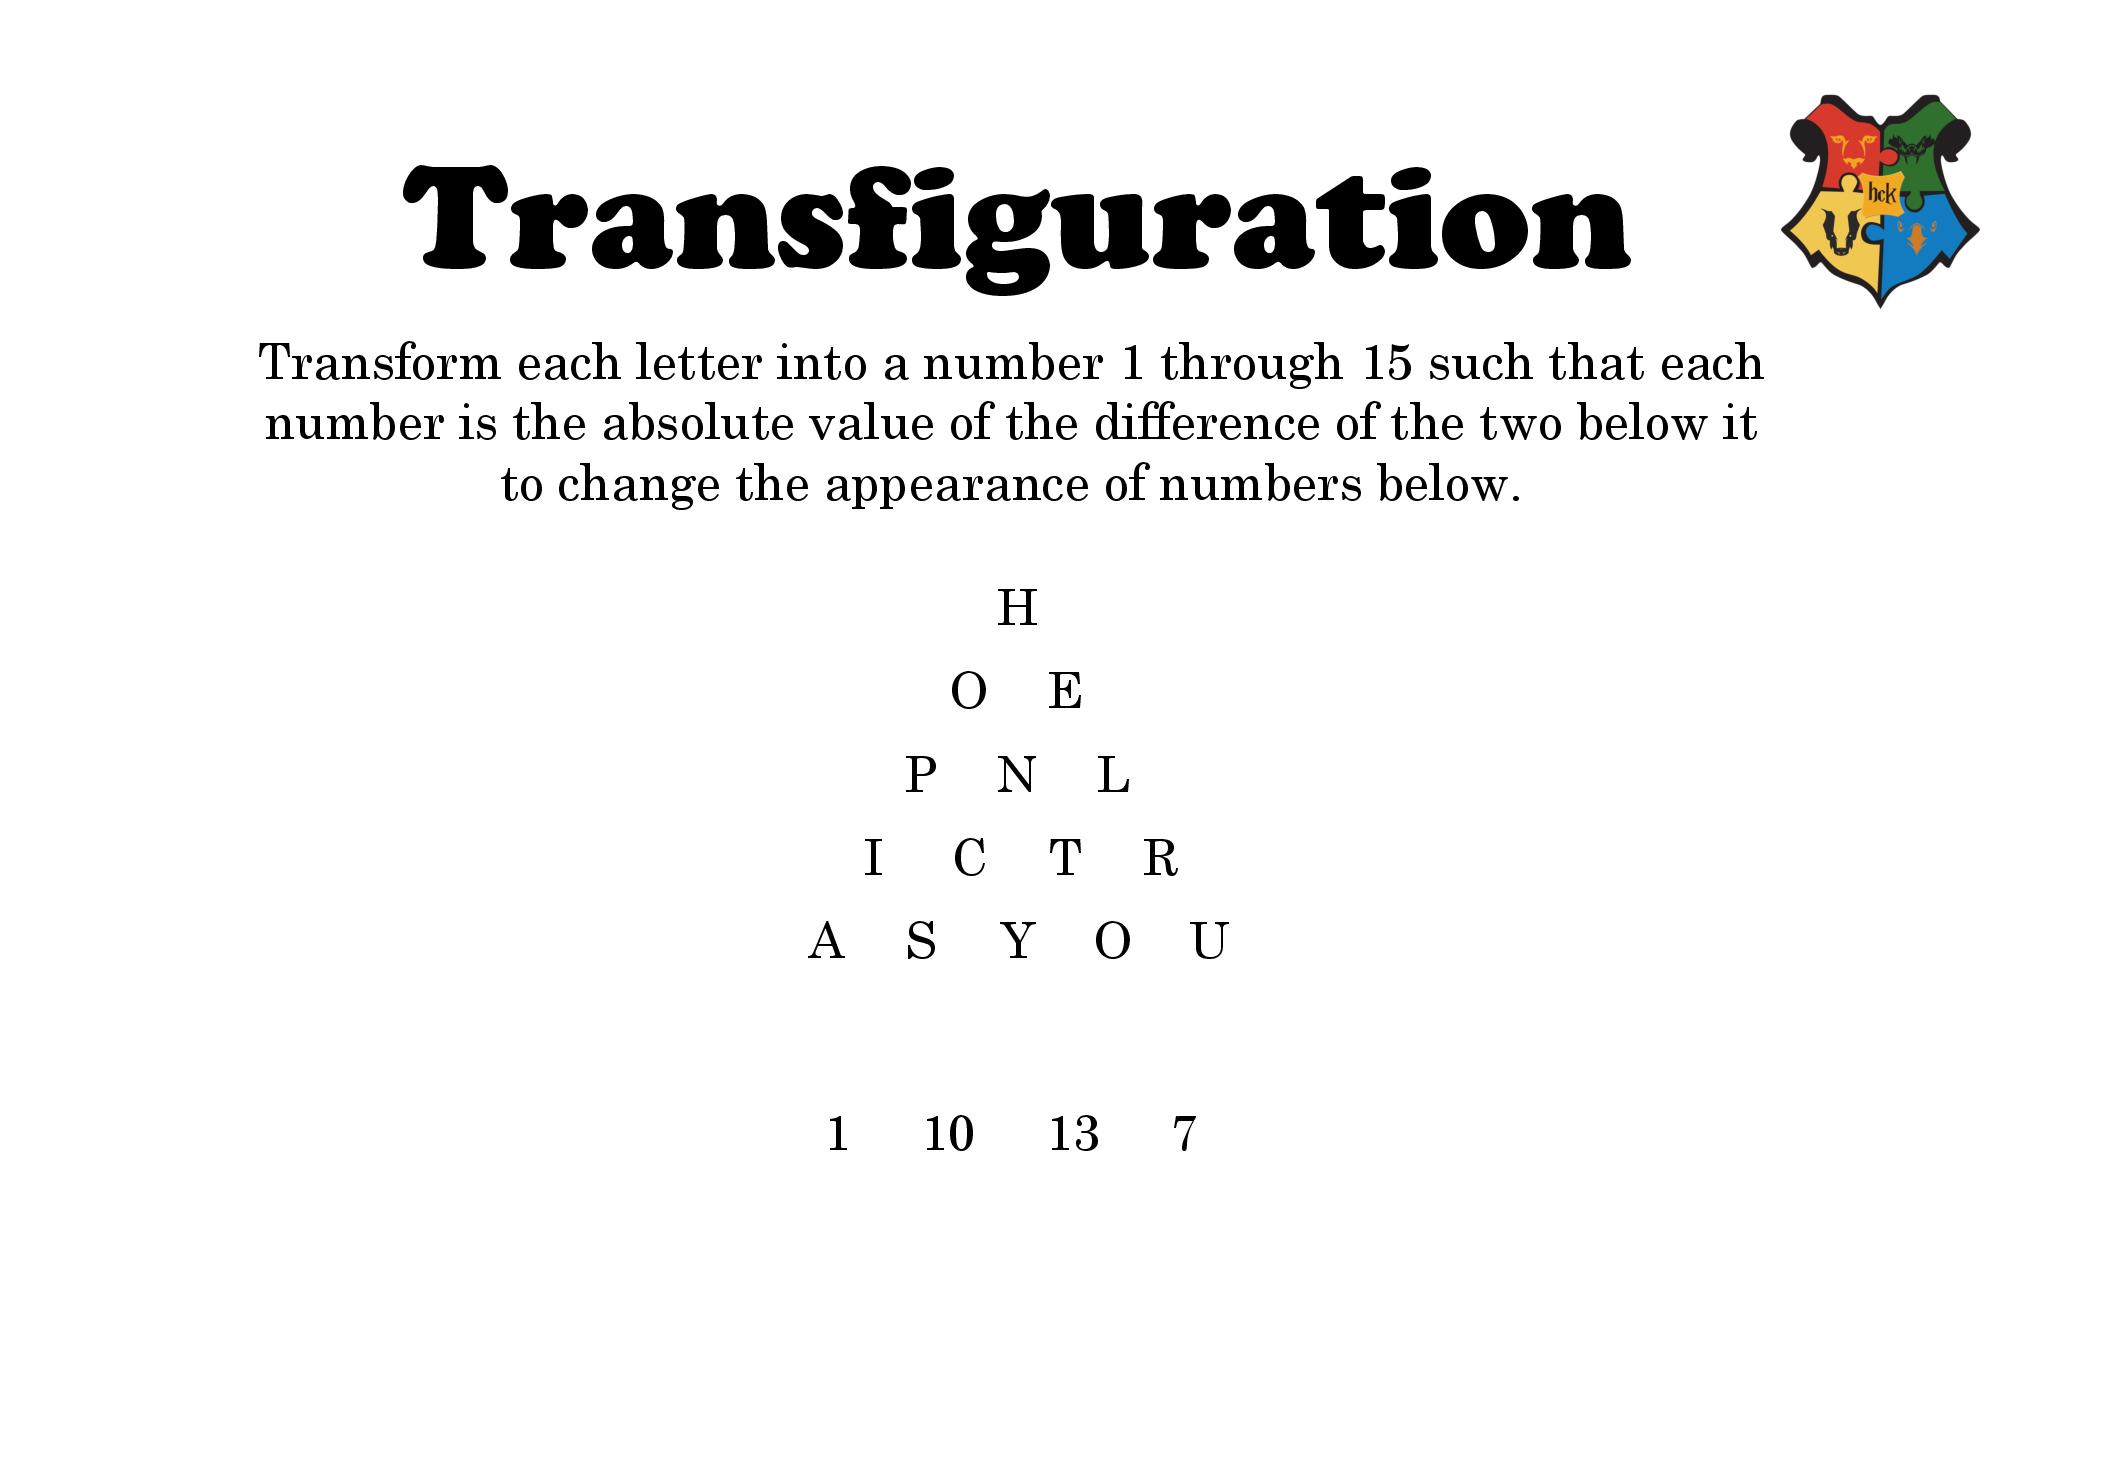 Transfiguration
hck
Transform each letter into a number 1 through 15 such that each
number is the absolute value of the difference of the two below it
to change the appearance of numbers below.
H
O E
P N L
I C T R
A S Y O U
1 10 13 7